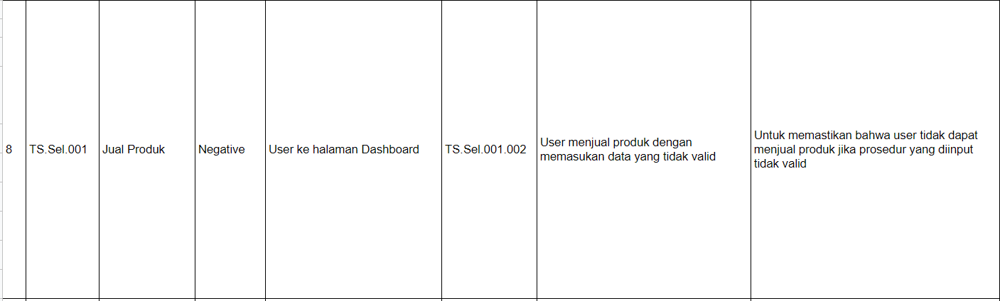 8
TS.Sel.001
Jual Produk
Negative
User ke halaman Dashboard
TS.Sel.001.002
User menjual produk dengan
memasukan data yang tidak valid
Untuk memastikan bahwa user tidak dapat
menjual produk jika prosedur yang diinput
tidak valid